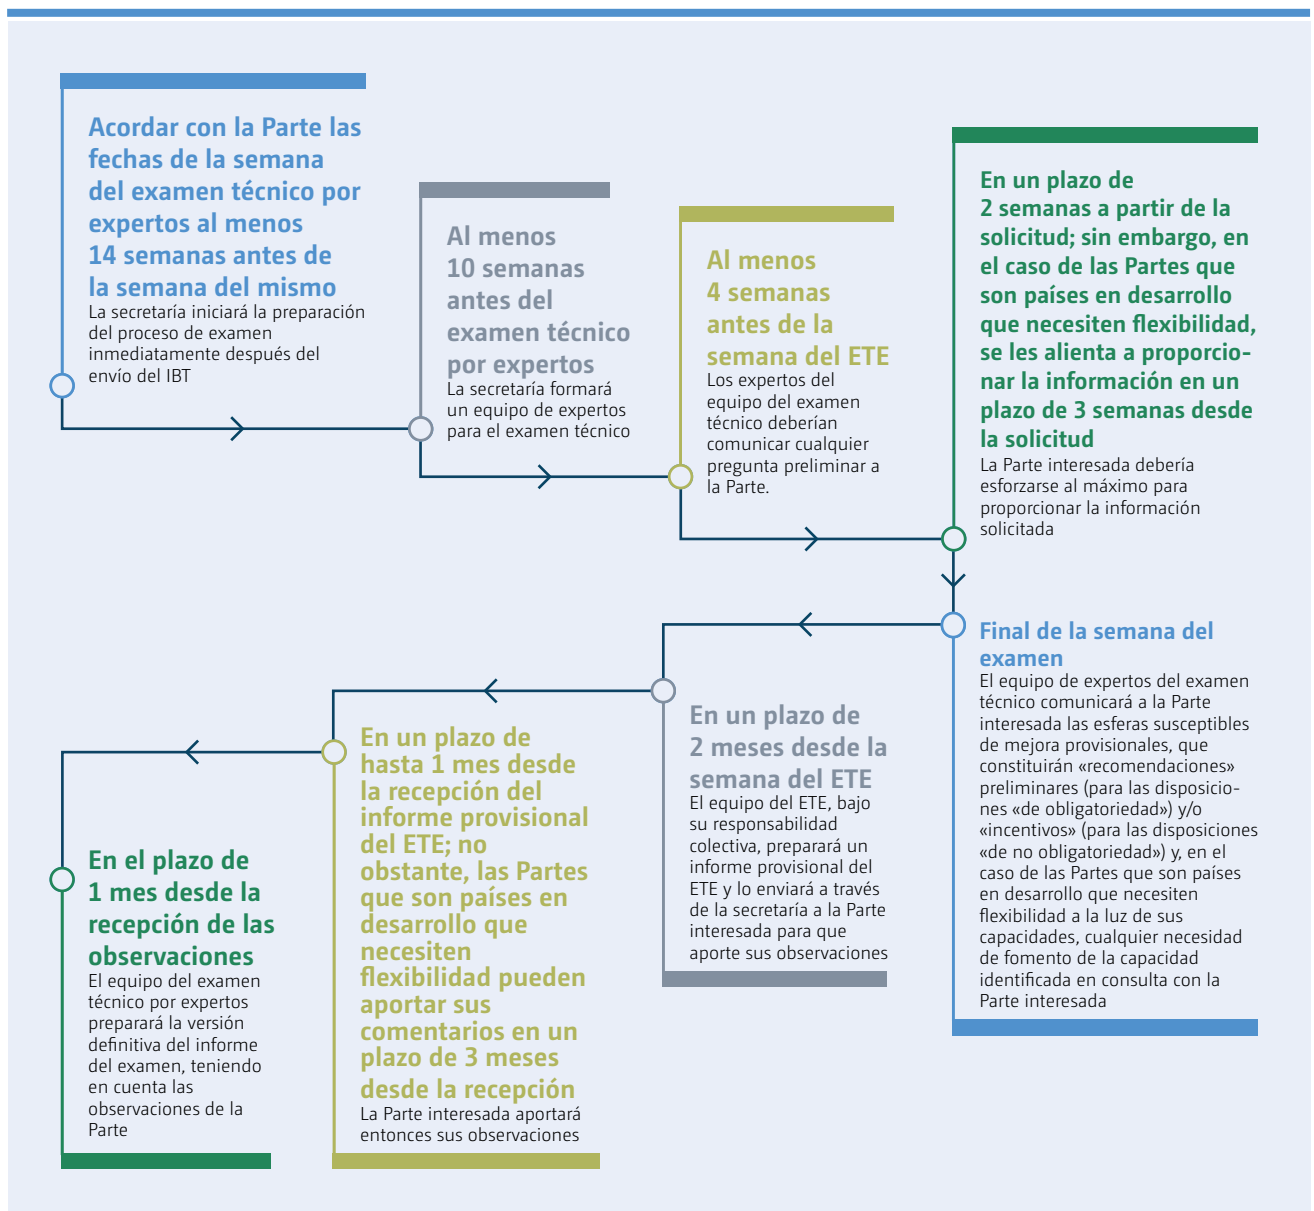 Acordar con la Parte las
fechas de la semana
del examen técnico por
expertos al menos
14 semanas antes de
la semana del mismo
La secretaría iniciará la preparación
del proceso de examen
inmediatamente después del
envío del IBT
Al menos
10 semanas
antes del
examen técnico
por expertos
La secretaría formará
un equipo de expertos
para el examen técnico
Al menos
4 semanas
antes de la
semana del ETE
Los expertos del
equipo del examen
técnico deberían
comunicar cualquier
pregunta preliminar a
la Parte.
En un plazo de
2 semanas a partir de la
solicitud; sin embargo, en
el caso de las Partes que
son países en desarrollo
que necesiten flexibilidad,
se les alienta a proporcio-
nar la información en un
plazo de 3 semanas desde
la solicitud
La Parte interesada debería
esforzarse al máximo para
proporcionar la información
solicitada
Final de la semana del
examen
El equipo de expertos del examen
técnico comunicará a la Parte
interesada las esferas susceptibles
de mejora provisionales, que
constituirán «recomendaciones»
preliminares (para las disposicio-
nes «de obligatoriedad») y/o
«incentivos» (para las disposiciones
«de no obligatoriedad») y, en el
caso de las Partes que son países
en desarrollo que necesiten
flexibilidad a la luz de sus
capacidades, cualquier necesidad
de fomento de la capacidad
identificada en consulta con la
Parte interesada
En un plazo de
2 meses desde la
semana del ETE
El equipo del ETE, bajo
su responsabilidad
colectiva, preparará un
informe provisional del
ETE y lo enviará a través
de la secretaría a la Parte
interesada para que
aporte sus observaciones
En un plazo de
hasta 1 mes desde
la recepción del
informe provisional
del ETE; no
obstante, las Partes
que son países en
desarrollo que
necesiten
flexibilidad pueden
aportar sus
comentarios en un
plazo de 3 meses
desde la recepción
La Parte interesada aportará
entonces sus observaciones
En el plazo de
1 mes desde la
recepción de las
observaciones
El equipo del examen
técnico por expertos
preparará la versión
definitiva del informe
del examen, teniendo
en cuenta las
observaciones de la
Parte